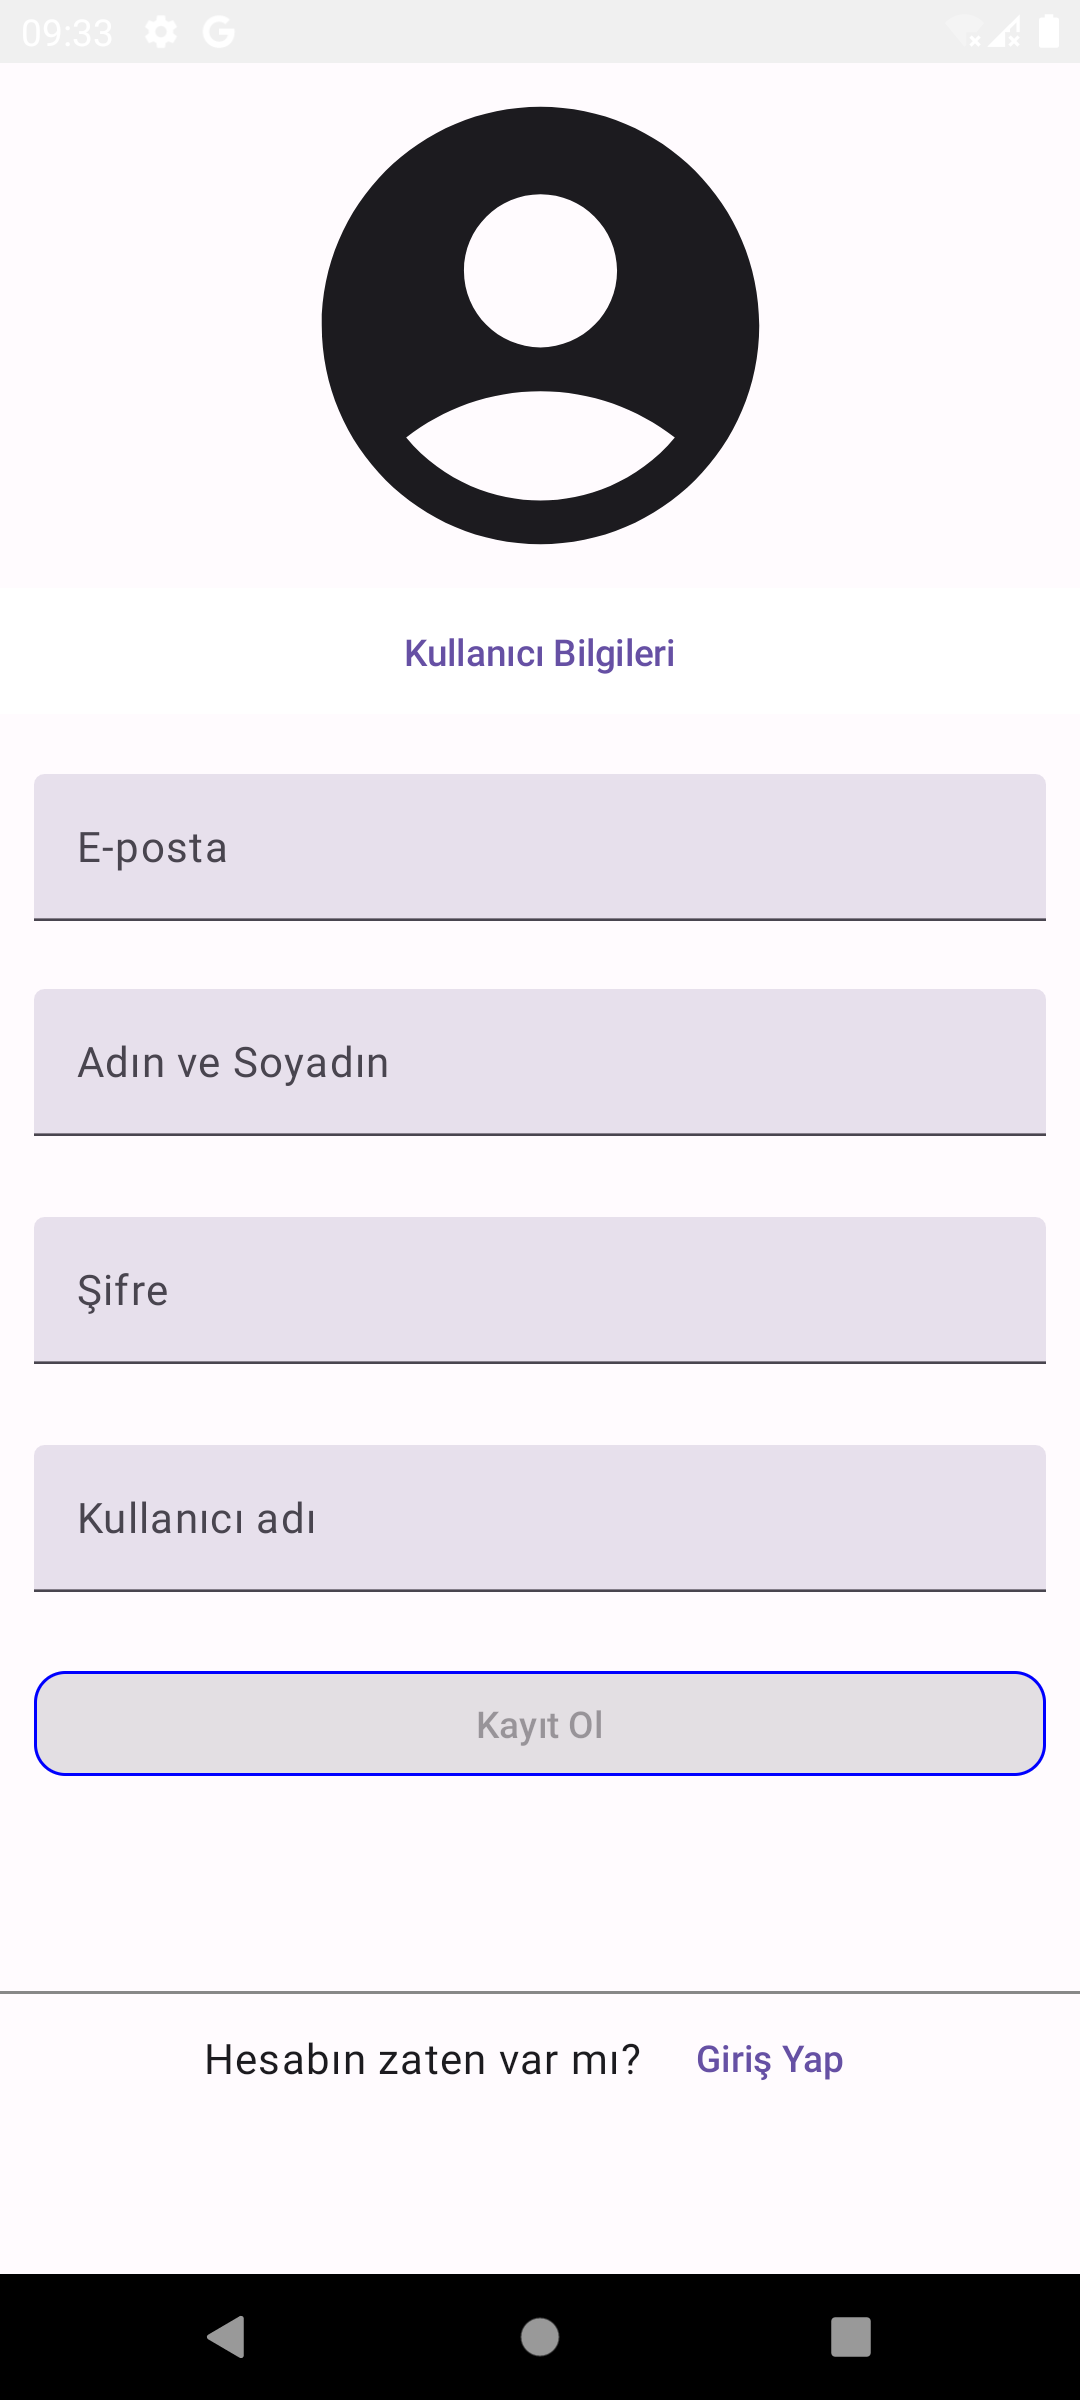 09:33
Kullanıcı Bilgileri
E-posta
Adın ve Soyadın
Şifre
Kullanıcı adı
Kayıt Ol
Hesabın zaten var mı? Giriş Yap